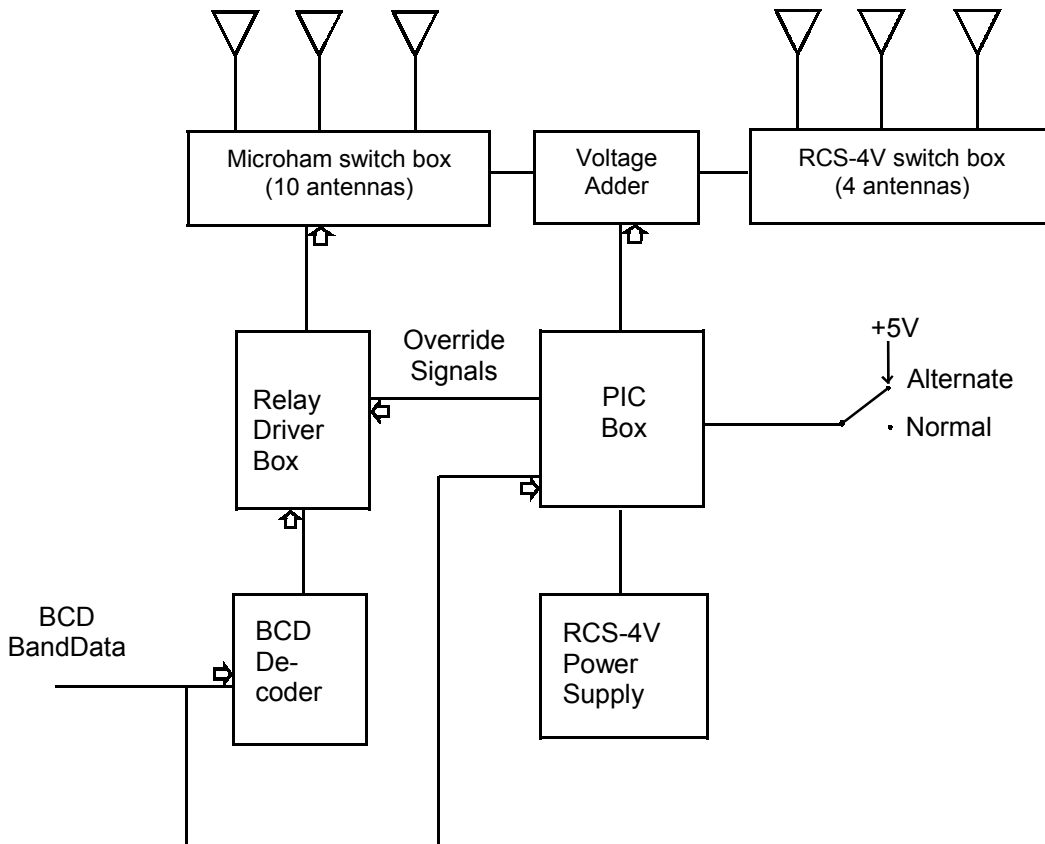 Microham switch box
(10 antennas)
Voltage
Adder
RCS-4V switch box
(4 antennas)
Override
Signals
+5V
Alternate
Normal
Relay
Driver
Box
PIC
Box
BCD
BandData
BCD
De-
coder
RCS-4V
Power
Supply